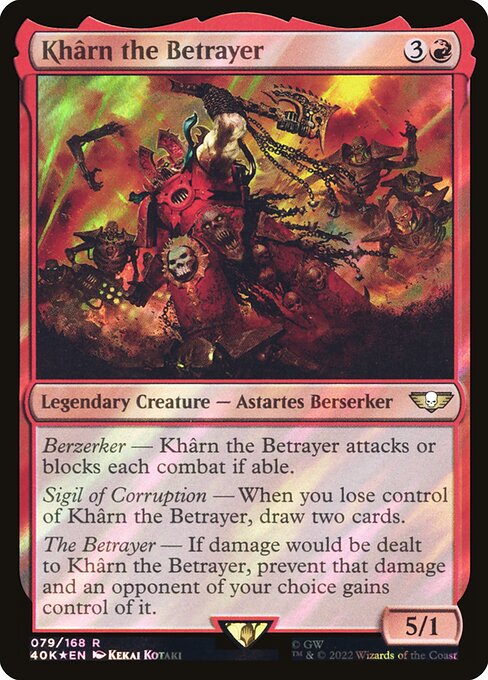 Khârn the Betrayer 3
Legendary Creature — Astartes Berserker
Berzerker — Khârn the Betrayer attacks or
blocks each combat if able.
Sigil of Corruption — When you lose control
of Khârn the Betrayer, draw two cards.
The Betrayer — If damage would be dealt
to Khârn the Betrayer, prevent that damage
and an opponent of your choice gains
control of it.
5/1
079/168 R
40K★EN Kekai Kotaki
© GW
™ & © 2022 Wizards of the Coast